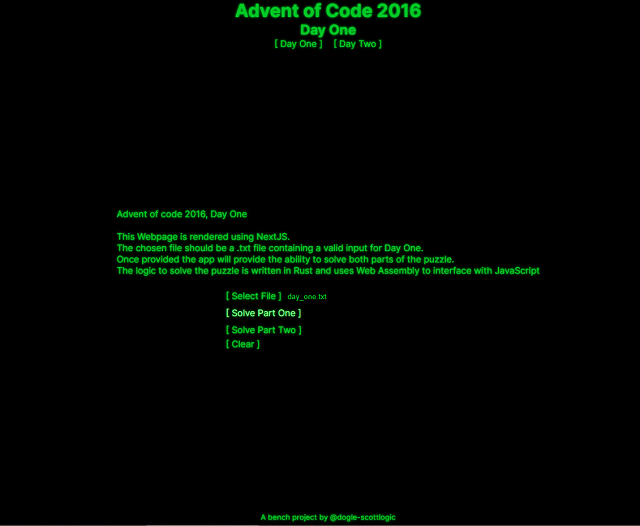 Advent of Code 2016
Day One
[ Day One ] [ Day Two ]
Advent of code 2016, Day One
This Webpage is rendered using NextJS.
The chosen file should be a .txt file containing a valid input for Day One.
Once provided the app will provide the ability to solve both parts of the puzzle.
The logic to solve the puzzle is written in Rust and uses Web Assembly to interface with JavaScript
[ Select File ] day_one.txt
[ Solve Part One ]
[ Solve Part Two ]
[ Clear ]
A bench project by @dogle-scottlogic